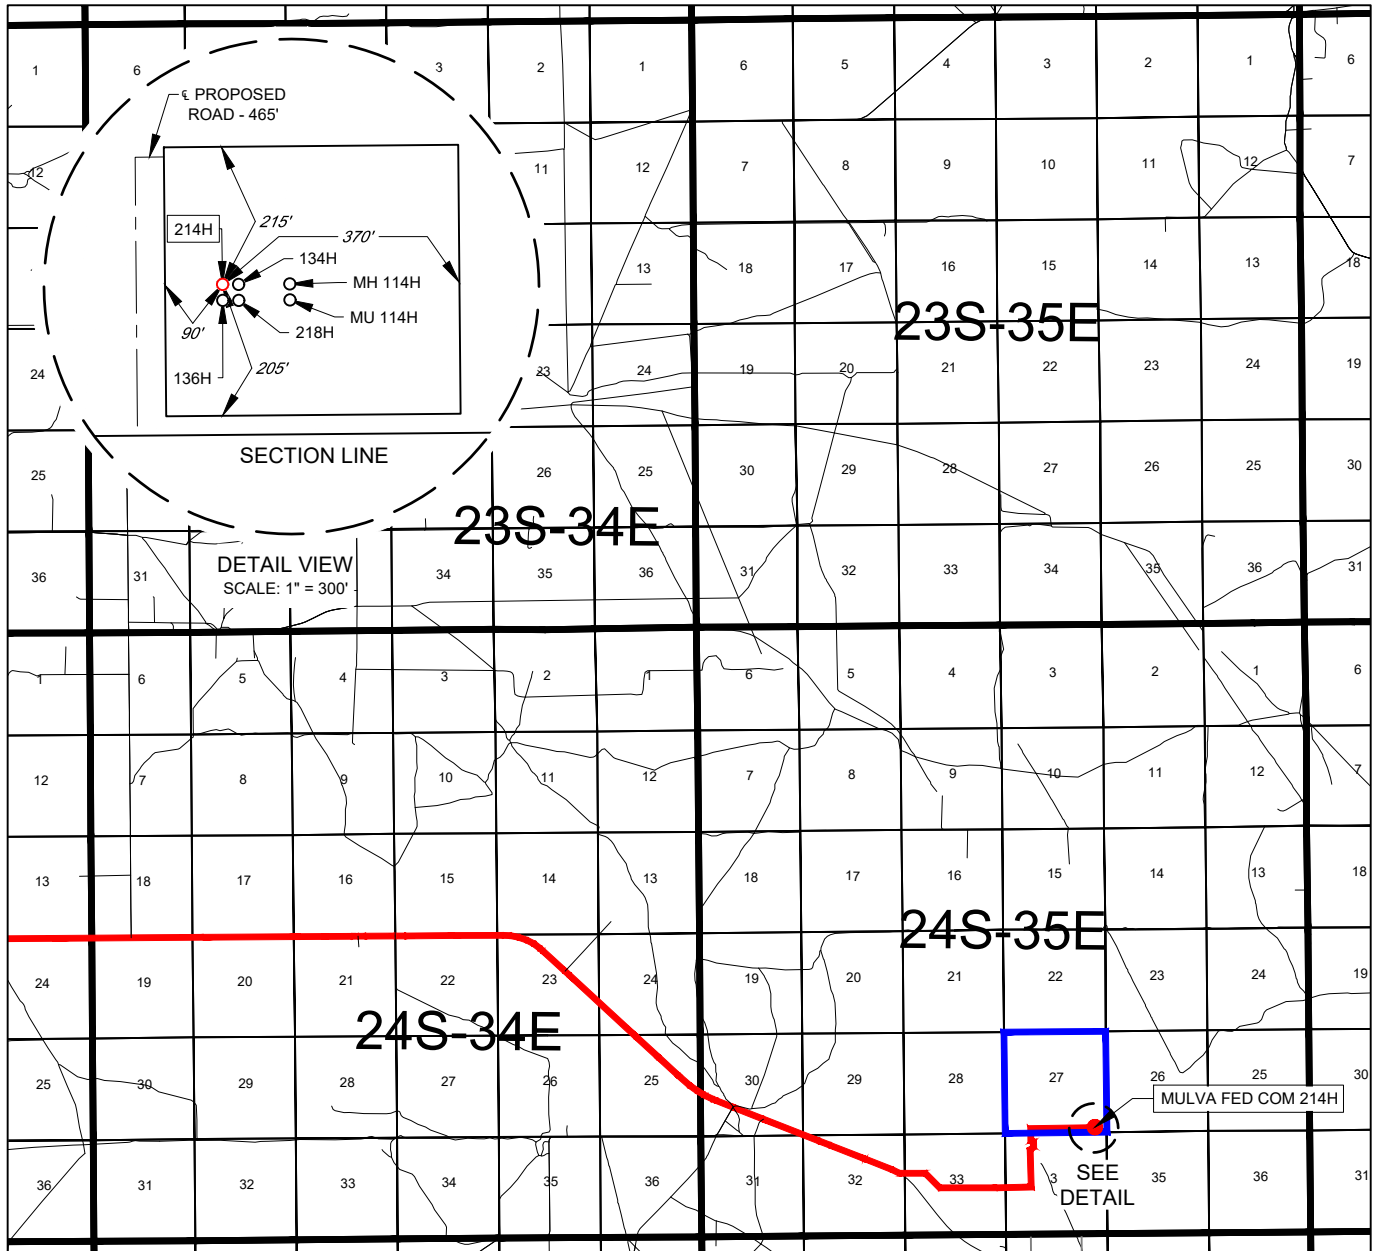 1 6 3 2 1 6 5 4 3 2 1 6
℄ PROPOSED
ROAD - 465'
12 11 12 7 8 9 10 11 12 7
214H
215'
370'
134H
MH 114H
MU 114H
218H
90'
136H
205'
13 18 17 16 15 14 13 18
23S-35E
24 23 24 19 20 21 22 23 24 19
SECTION LINE
25 26 25 30 29 28 27 26 25 30
23S-34E
DETAIL VIEW
SCALE: 1" = 300'
36 31 34 35 36 31 32 33 34 35 36 31
1 6 5 4 3 2 1 6 5 4 3 2 1 6
12 7 8 9 10 11 12 7 8 9 10 11 12 7
13 18 17 16 15 14 13 18 17 16 15 14 13 18
24S-35E
24 19 20 21 22 23 24 19 20 21 22 23 24 19
24S-34E
25 30 29 28 27 26 25 30 29 28 27 26 25 30
MULVA FED COM 214H
SEE
DETAIL
36 31 32 33 34 35 36 31 32 33 3 35 36 31